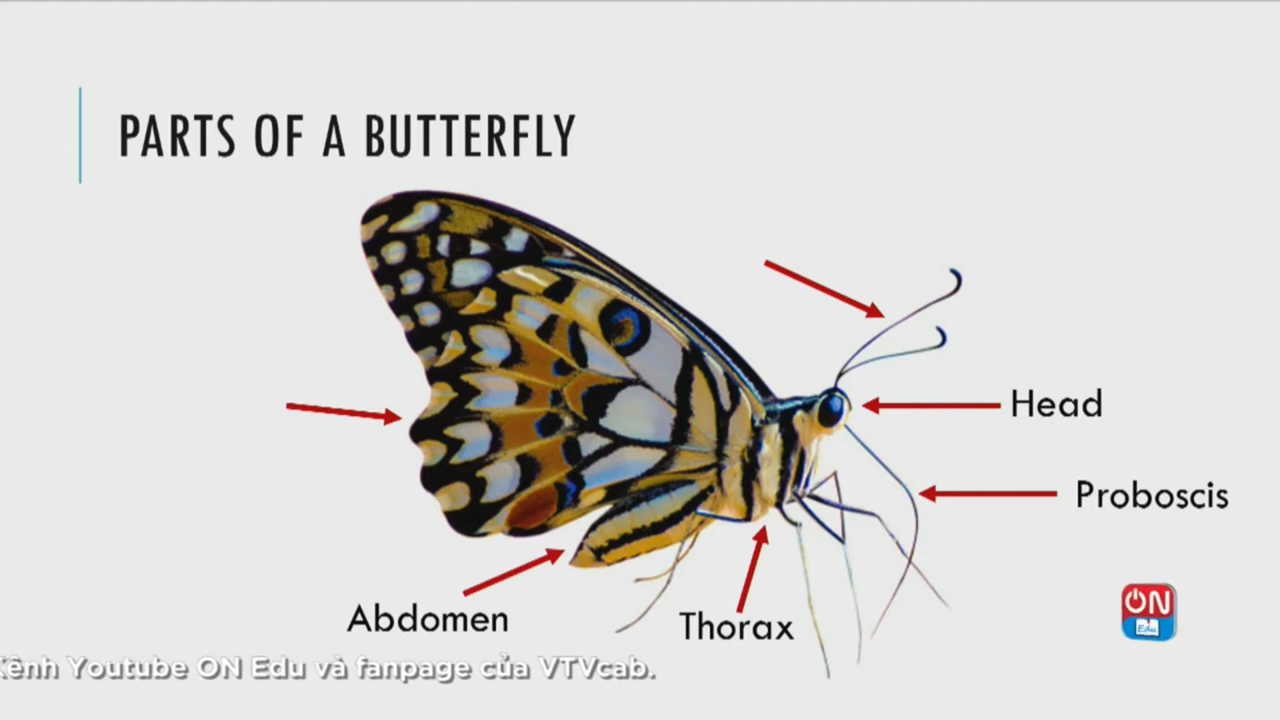 PARTS OF A BUTTERFLY
Head
Proboscis
Abdomen
Thorax
ON
Edu
Kênh Youtube ON Edu và fanpage của VTVcab.